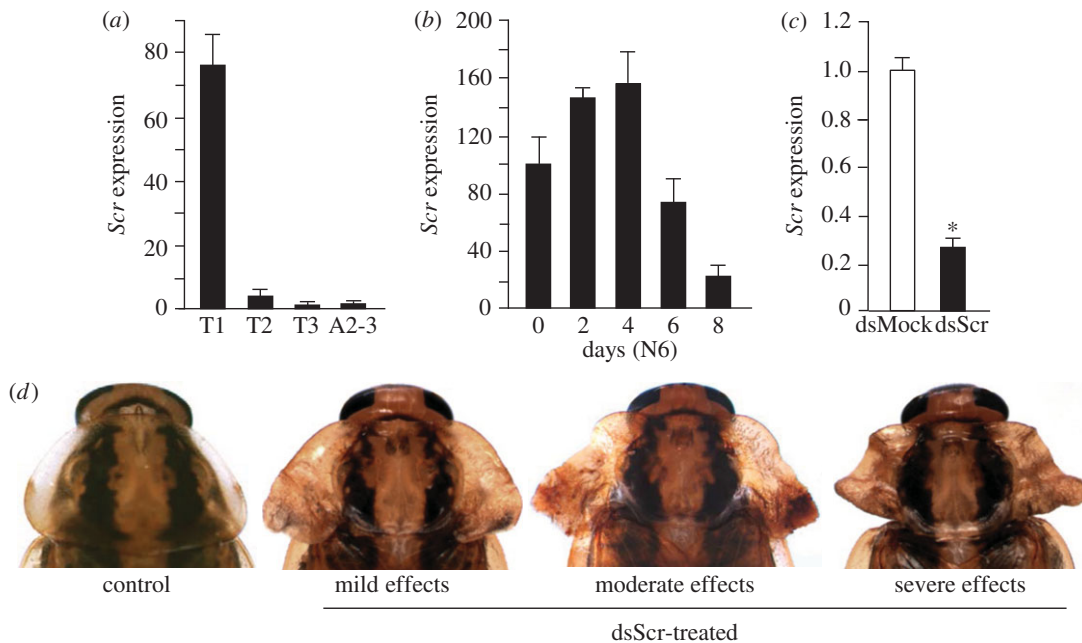 (a)
Scr expression
80
60
40
20
0
T1 T2 T3 A2-3
(b)
Scr expression
200
160
120
80
40
0
0 2 4 6 8
days (N6)
(c)
Scr expression
1.2
1.0
0.8
0.6
0.4
0.2
0
*
dsMock dsScr
(d)
control mild effects moderate effects severe effects
dsScr-treated